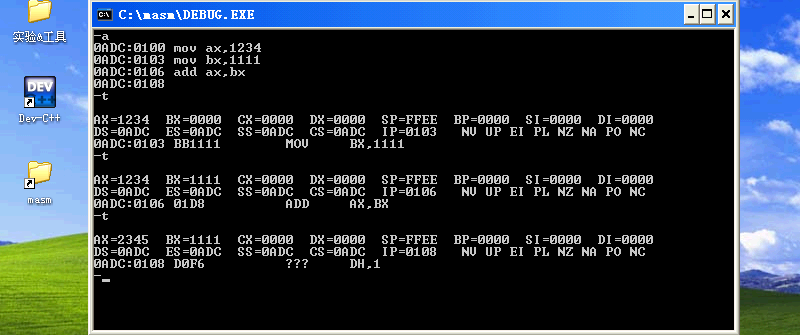 C:\masm\DEBUG.EXE
-a
0ADC:0100 mov ax,1234
0ADC:0103 mov bx,1111
0ADC:0106 add ax,bx
0ADC:0108
-t
AX=1234  BX=0000  CX=0000  DX=0000  SP=FFEE  BP=0000  SI=0000  DI=0000
DS=0ADC  ES=0ADC  SS=0ADC  CS=0ADC  IP=0103   NV UP EI PL NZ NA PO NC
0ADC:0103 BB1111        MOV     BX,1111
-t
AX=1234  BX=1111  CX=0000  DX=0000  SP=FFEE  BP=0000  SI=0000  DI=0000
DS=0ADC  ES=0ADC  SS=0ADC  CS=0ADC  IP=0106   NV UP EI PL NZ NA PO NC
0ADC:0106 01D8          ADD     AX,BX
-t
AX=2345  BX=1111  CX=0000  DX=0000  SP=FFEE  BP=0000  SI=0000  DI=0000
DS=0ADC  ES=0ADC  SS=0ADC  CS=0ADC  IP=0108   NV UP EI PL NZ NA PO NC
0ADC:0108 D0F6          ???     DH,1
-
实验&工具
DEV
Dev-C++
masm